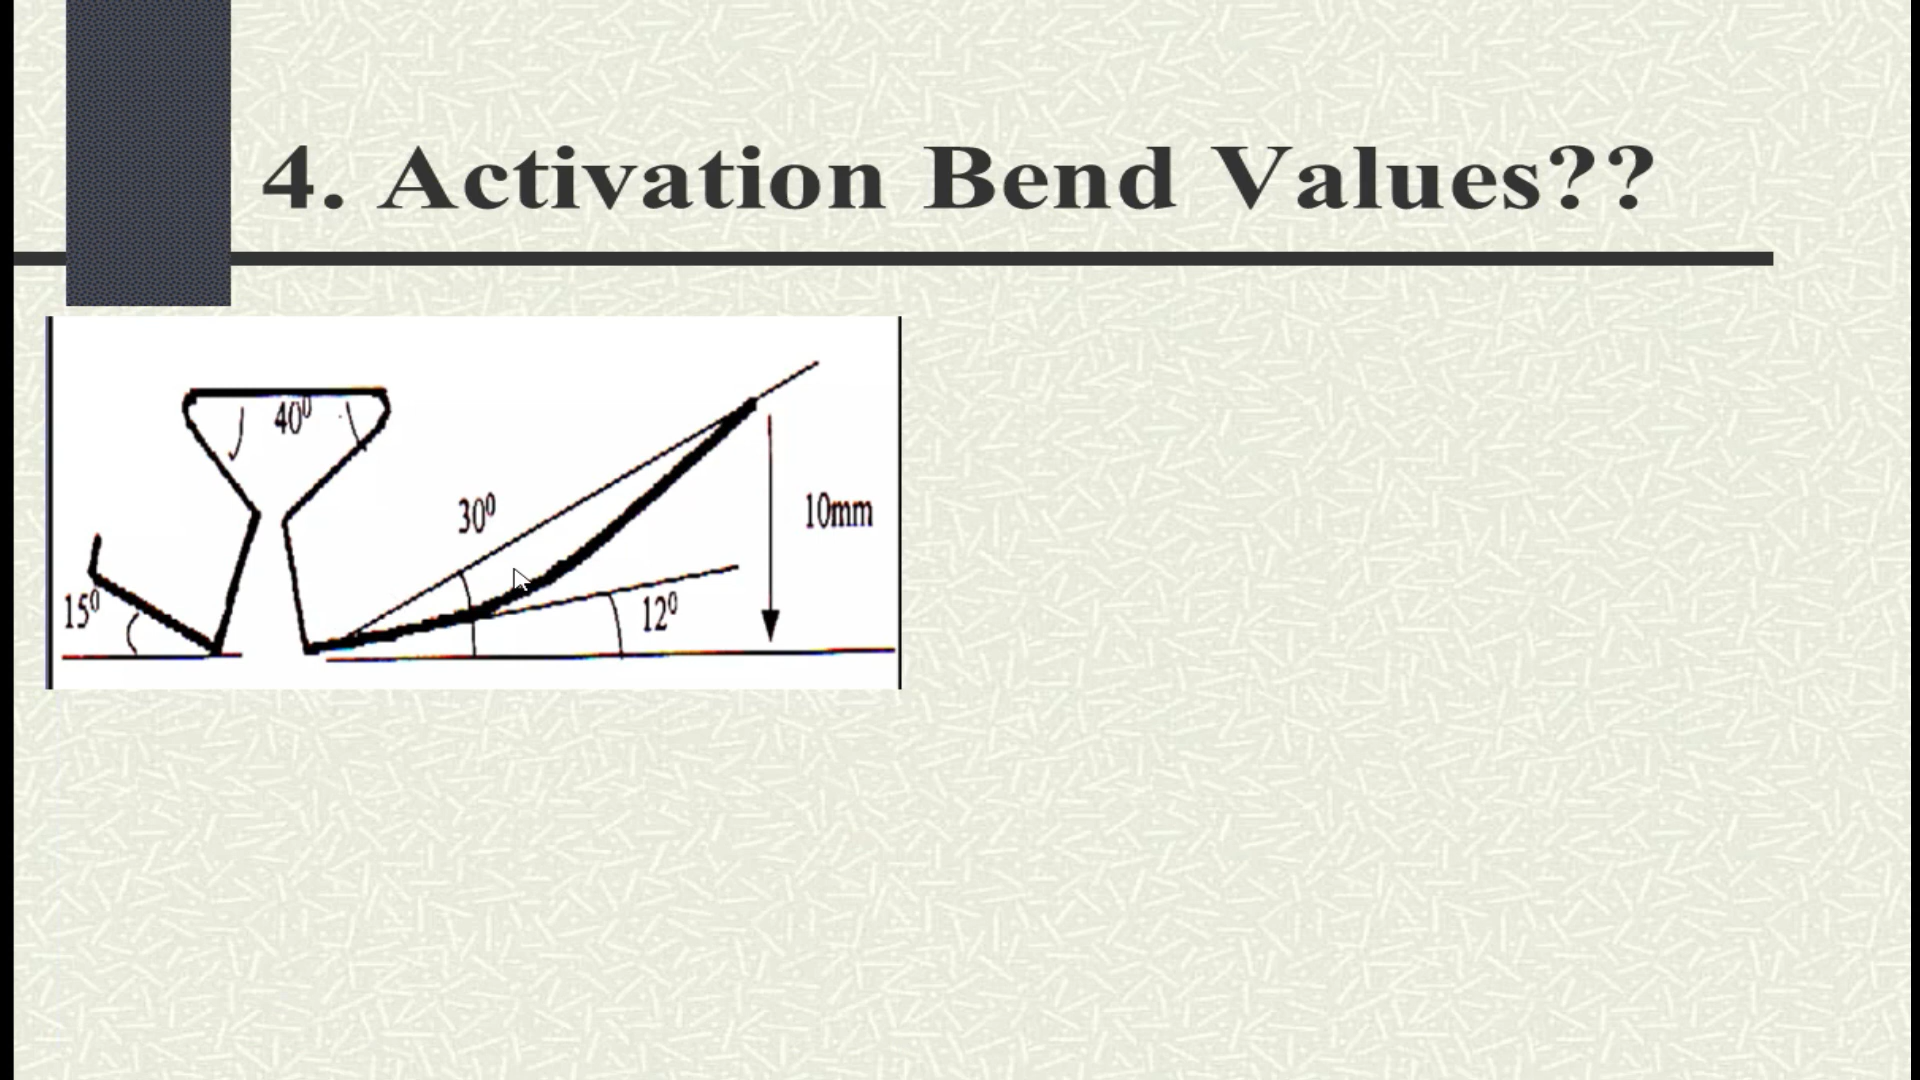 4. Activation Bend Values??
40⁰
30⁰
10mm
15⁰
12⁰